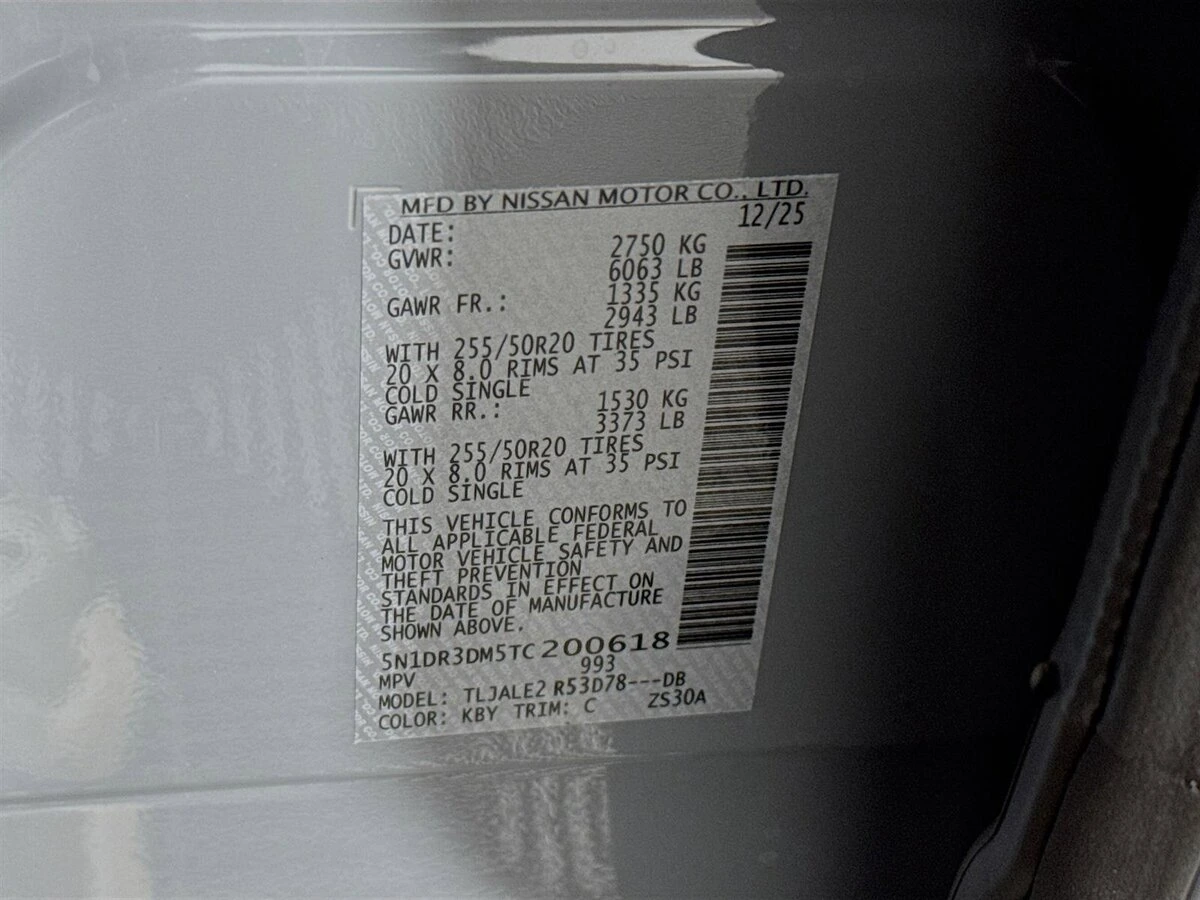 MFD BY NISSAN MOTOR CO., LTD.
DATE: 12/25
GVWR: 2750 KG
6063 LB
GAWR FR.: 1335 KG
2943 LB
WITH 255/50R20 TIRES
20 X 8.0 RIMS AT 35 PSI
COLD SINGLE
GAWR RR.: 1530 KG
3373 LB
WITH 255/50R20 TIRES
20 X 8.0 RIMS AT 35 PSI
COLD SINGLE
THIS VEHICLE CONFORMS TO
ALL APPLICABLE FEDERAL
MOTOR VEHICLE SAFETY AND
THEFT PREVENTION
STANDARDS IN EFFECT ON
THE DATE OF MANUFACTURE
SHOWN ABOVE.
5N1DR3DM5TC200618
MPV 993
MODEL: TLJALE2 R53D78---DB
COLOR: KBY TRIM: C ZS30A